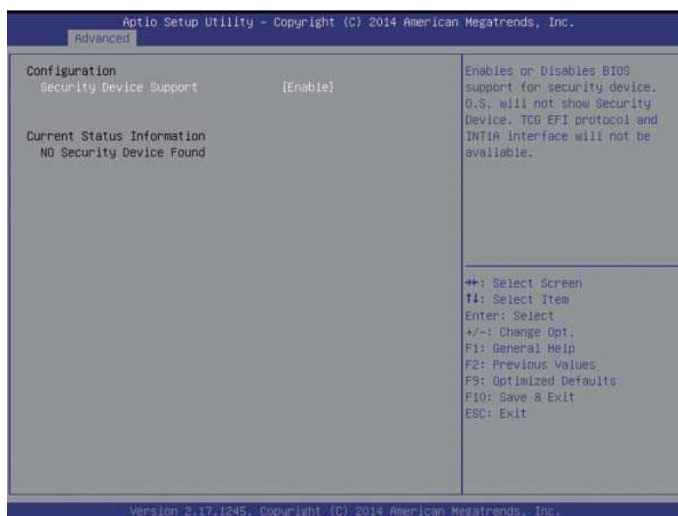 Aptio Setup Utility – Copyright (C) 2014 American Megatrends, Inc.
Advanced
Configuration
Security Device Support [Enable]
Current Status Information
NO Security Device Found
Enables or Disables BIOS
support for security device.
O.S. will not show Security
Device. TCG EFI protocol and
INT1A interface will not be
available.
→←: Select Screen
↑↓: Select Item
Enter: Select
+/-: Change Opt.
F1: General Help
F2: Previous Values
F9: Optimized Defaults
F10: Save & Exit
ESC: Exit
Version 2.17.1245. Copyright (C) 2014 American Megatrends, Inc.